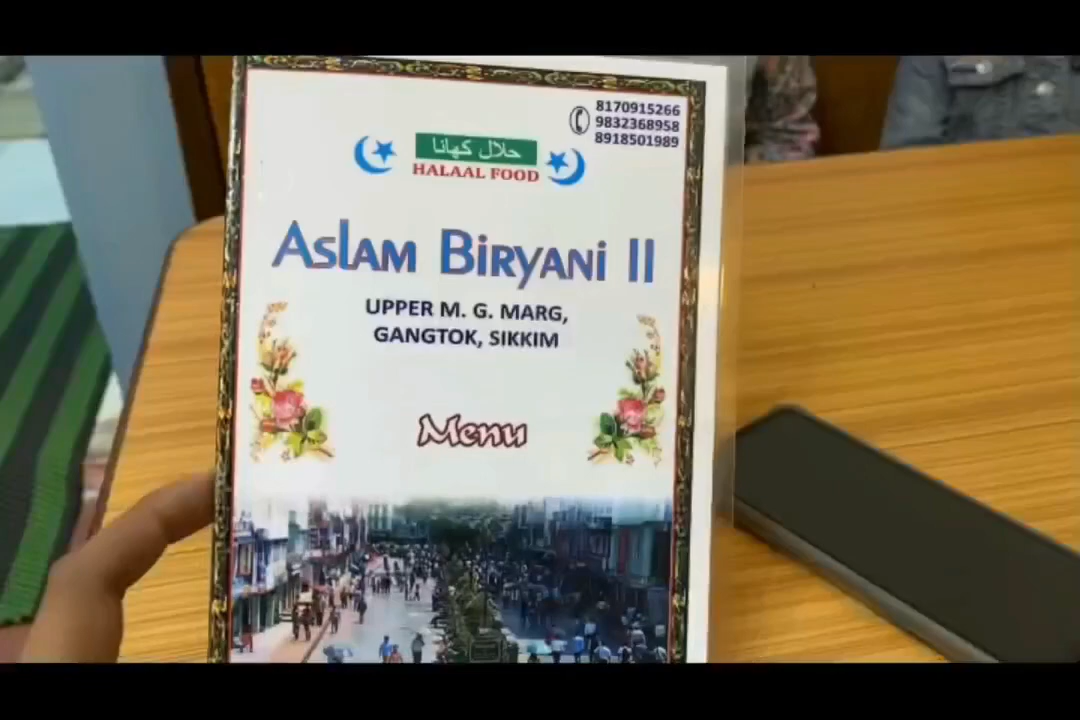 8170915266
9832368958
8918501989
حلال کھانا
HALAAL FOOD
ASLAM BIRYANI II
UPPER M. G. MARG,
GANGTOK, SIKKIM
Menu